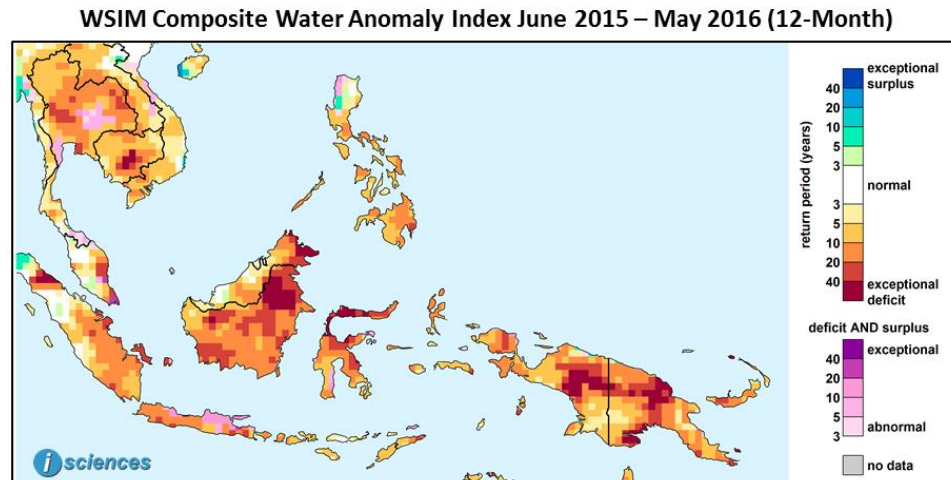 WSIM Composite Water Anomaly Index June 2015 – May 2016 (12-Month)
return period (years)
exceptional
surplus
40
20
10
5
3
normal
3
5
10
20
40
exceptional
deficit
deficit AND surplus
40
exceptional
20
10
5
3
abnormal
no data
i sciences